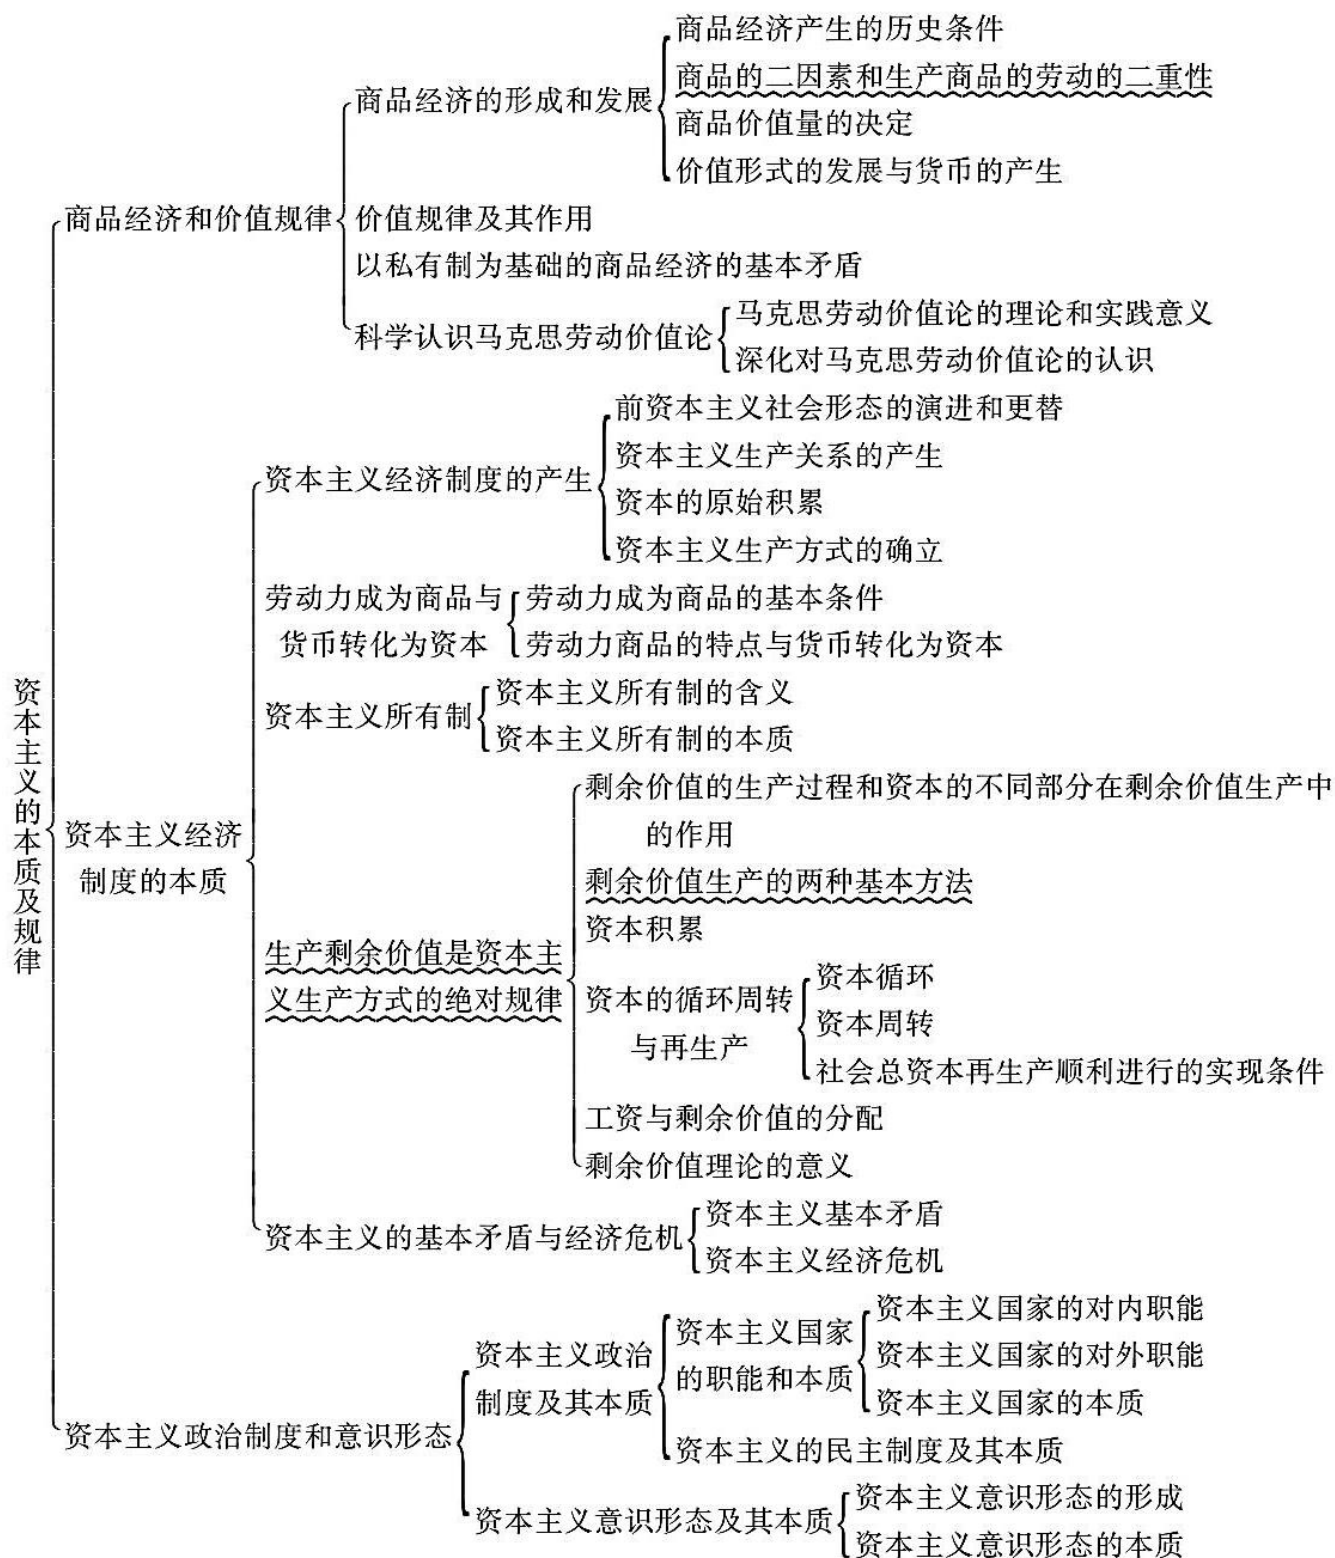 商品经济产生的历史条件
商品的二因素和生产商品的劳动的二重性
商品经济的形成和发展
商品价值量的决定
价值形式的发展与货币的产生
商品经济和价值规律
价值规律及其作用
以私有制为基础的商品经济的基本矛盾
马克思劳动价值论的理论和实践意义
科学认识马克思劳动价值论
深化对马克思劳动价值论的认识
前资本主义社会形态的演进和更替
资本主义生产关系的产生
资本主义经济制度的产生
资本的原始积累
资本主义生产方式的确立
劳动力成为商品与
货币转化为资本
劳动力成为商品的基本条件
劳动力商品的特点与货币转化为资本
资本主义所有制的含义
资本主义所有制
资本主义所有制的本质
资本主义的本质及规律
资本主义经济
制度的本质
剩余价值的生产过程和资本的不同部分在剩余价值生产中
的作用
剩余价值生产的两种基本方法
资本积累
生产剩余价值是资本主
义生产方式的绝对规律
资本的循环周转
与再生产
资本循环
资本周转
社会总资本再生产顺利进行的实现条件
工资与剩余价值的分配
剩余价值理论的意义
资本主义的基本矛盾与经济危机
资本主义基本矛盾
资本主义经济危机
资本主义政治制度和意识形态
资本主义政治
制度及其本质
资本主义国家
的职能和本质
资本主义国家的对内职能
资本主义国家的对外职能
资本主义国家的本质
资本主义的民主制度及其本质
资本主义意识形态及其本质
资本主义意识形态的形成
资本主义意识形态的本质